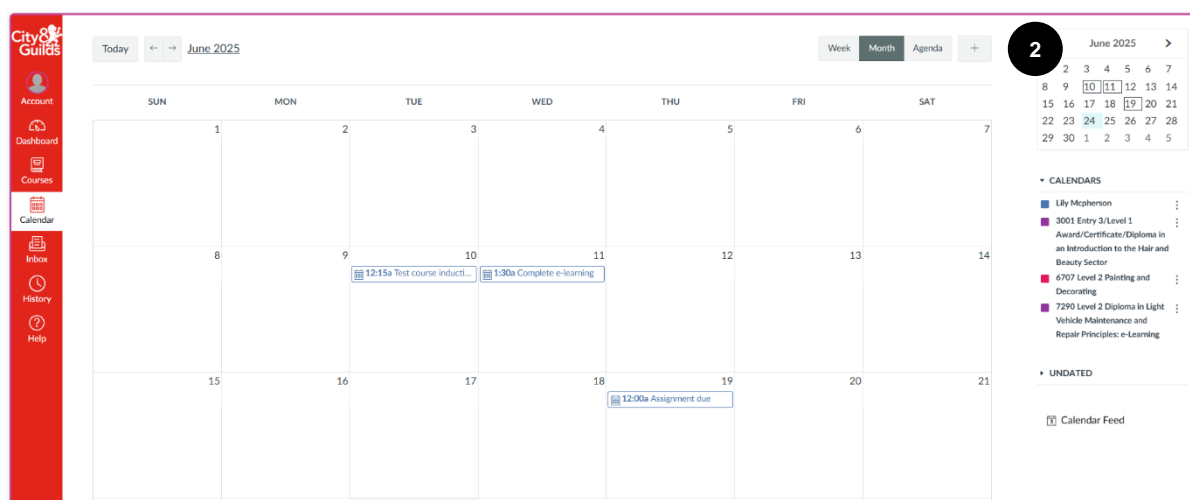 City&
Guilds
Account
Dashboard
Courses
Calendar
Inbox
History
Help
Today ← → June 2025
Week Month Agenda +
SUN MON TUE WED THU FRI SAT
1 2 3 4 5 6 7
8 9 10 11 12 13 14
12:15a Test course inducti... 1:30a Complete e-learning
15 16 17 18 19 20 21
12:00a Assignment due
2
June 2025 >
2 3 4 5 6 7
8 9 10 11 12 13 14
15 16 17 18 19 20 21
22 23 24 25 26 27 28
29 30 1 2 3 4 5
CALENDARS
Lily Mcpherson
3001 Entry 3/Level 1
Award/Certificate/Diploma in
an Introduction to the Hair and
Beauty Sector
6707 Level 2 Painting and
Decorating
7290 Level 2 Diploma in Light
Vehicle Maintenance and
Repair Principles: e-Learning
UNDATED
Calendar Feed